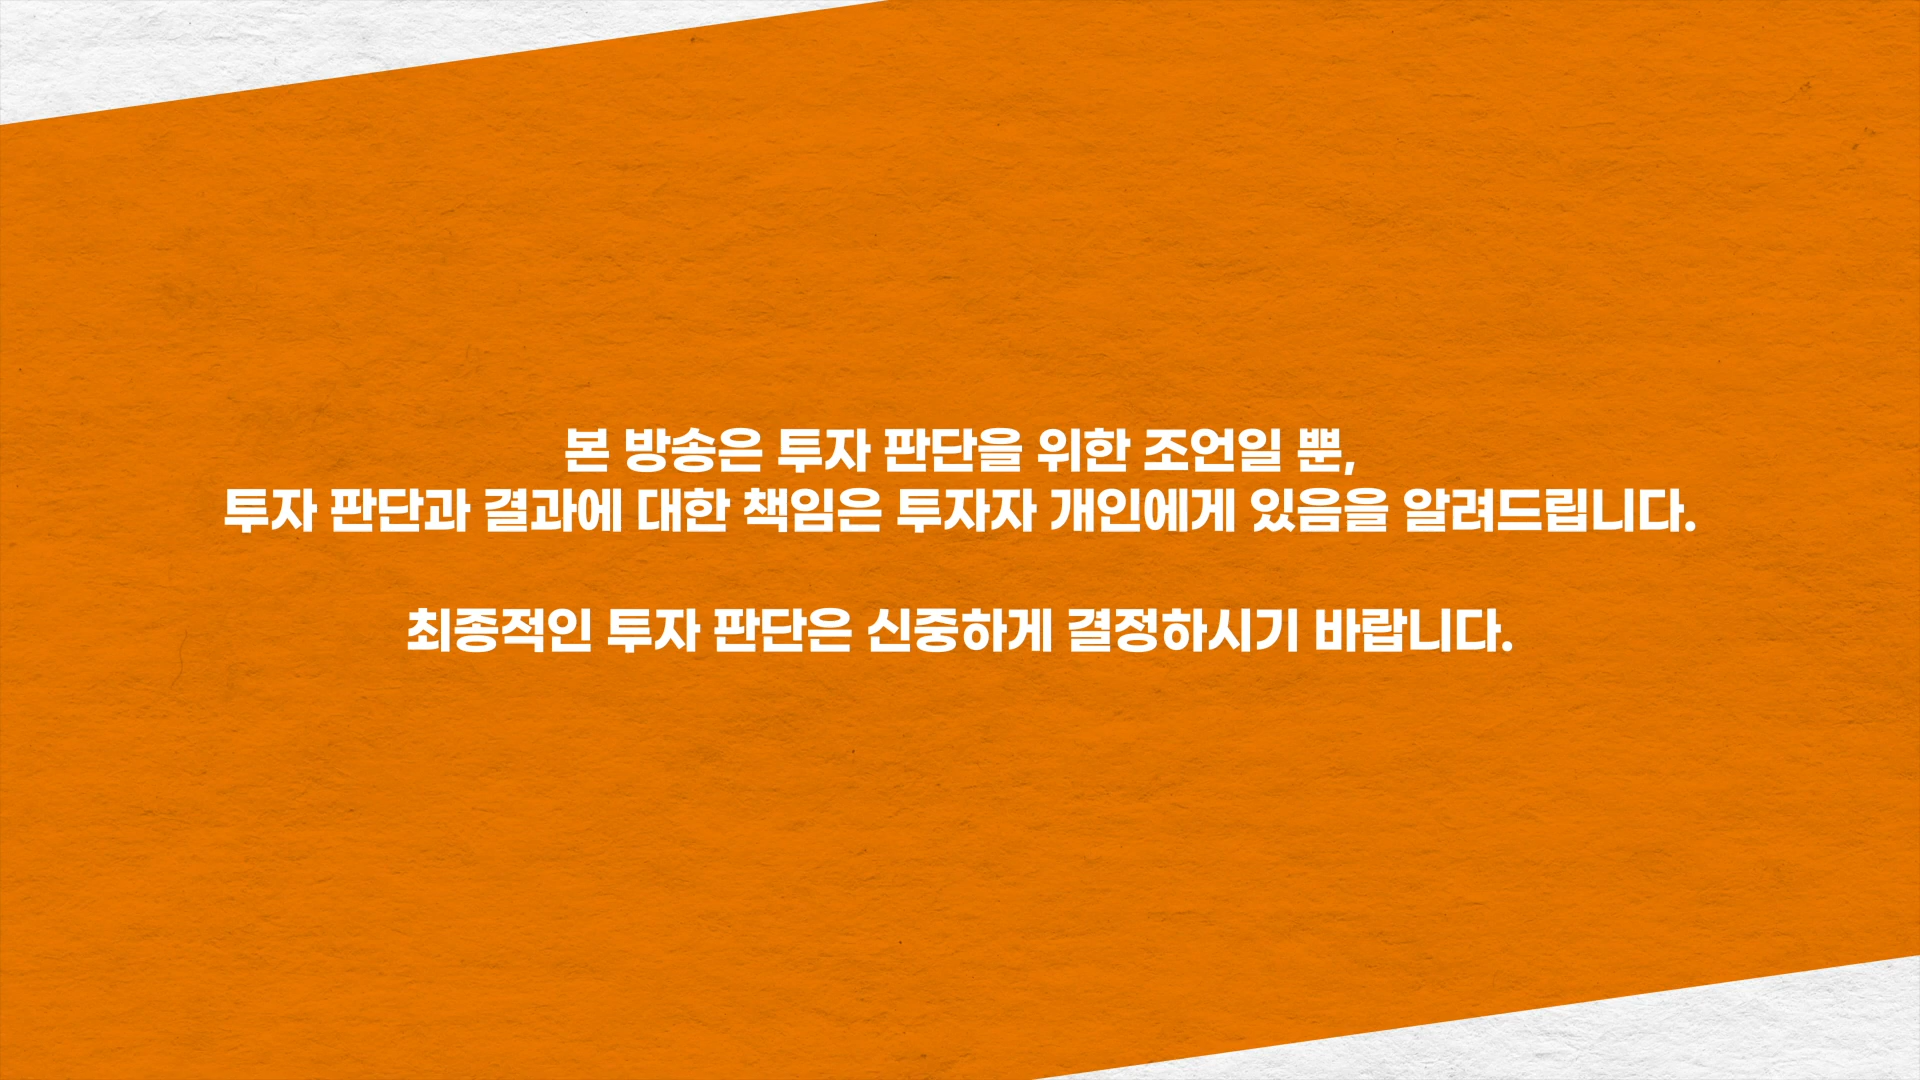 본 방송은 투자 판단을 위한 조언일 뿐,
투자 판단과 결과에 대한 책임은 투자자 개인에게 있음을 알려드립니다.
최종적인 투자 판단은 신중하게 결정하시기 바랍니다.